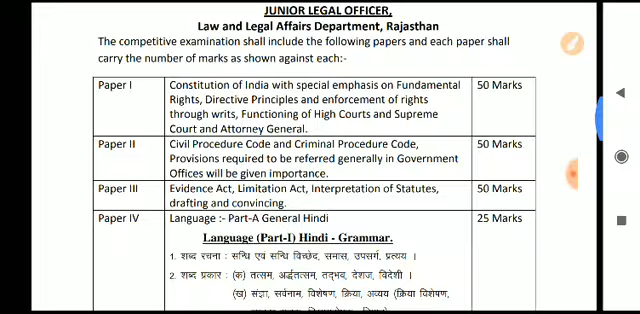 JUNIOR LEGAL OFFICER,
Law and Legal Affairs Department, Rajasthan
The competitive examination shall include the following papers and each paper shall
carry the number of marks as shown against each:-
Paper I Constitution of India with special emphasis on Fundamental 50 Marks
Rights, Directive Principles and enforcement of rights
through writs, Functioning of High Courts and Supreme
Court and Attorney General.
Paper II Civil Procedure Code and Criminal Procedure Code, 50 Marks
Provisions required to be referred generally in Government
Offices will be given importance.
Paper III Evidence Act, Limitation Act, Interpretation of Statutes, 50 Marks
drafting and convincing.
Paper IV Language :- Part-A General Hindi 25 Marks
Language (Part-I) Hindi - Grammar.
1. शब्द रचना : सन्धि एवं सन्धि विच्छेद, समास, उपसर्ग, प्रत्यय ।
2. शब्द प्रकार : (क) तत्सम, अर्द्धतत्सम, तद्भव, देशज, विदेशी ।
(ख) संज्ञा, सर्वनाम, विशेषण, क्रिया, अव्यय (क्रिया विशेषण,